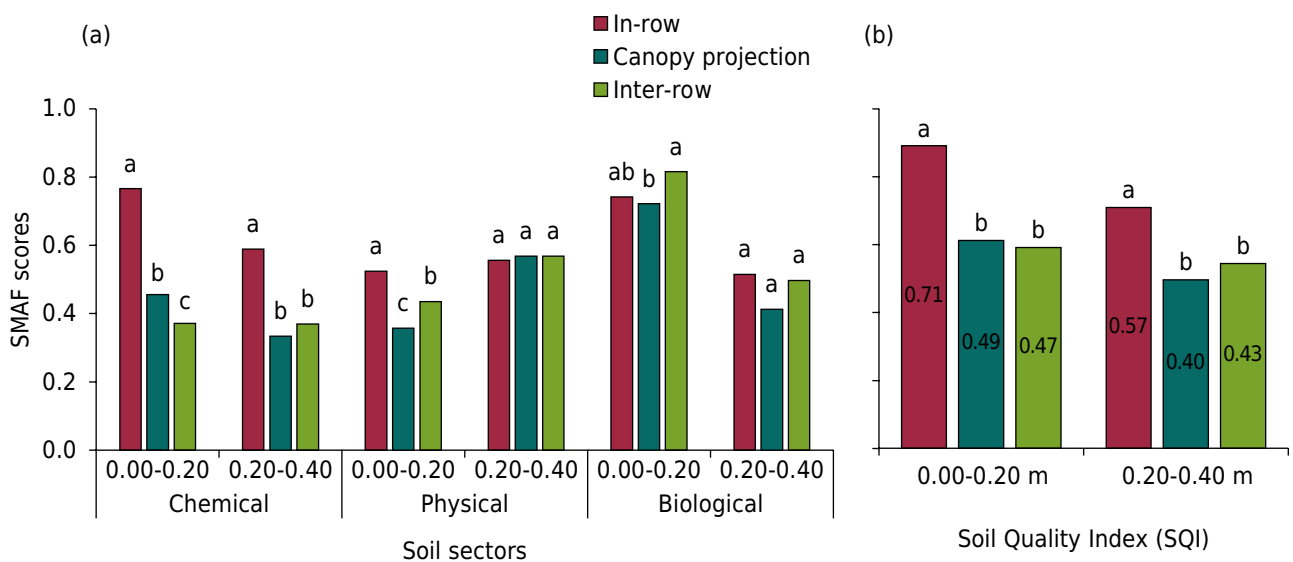 (a)
In-row
Canopy projection
Inter-row
(b)
SMAF scores
1.0
0.8
0.6
0.4
0.2
0.0
a b c
a b b
a c b
a a a
ab b a
a a a
0.00-0.20 0.20-0.40 0.00-0.20 0.20-0.40 0.00-0.20 0.20-0.40
Chemical Physical Biological
Soil sectors
a b b
a b b
0.71 0.49 0.47
0.57 0.40 0.43
0.00-0.20 m 0.20-0.40 m
Soil Quality Index (SQI)